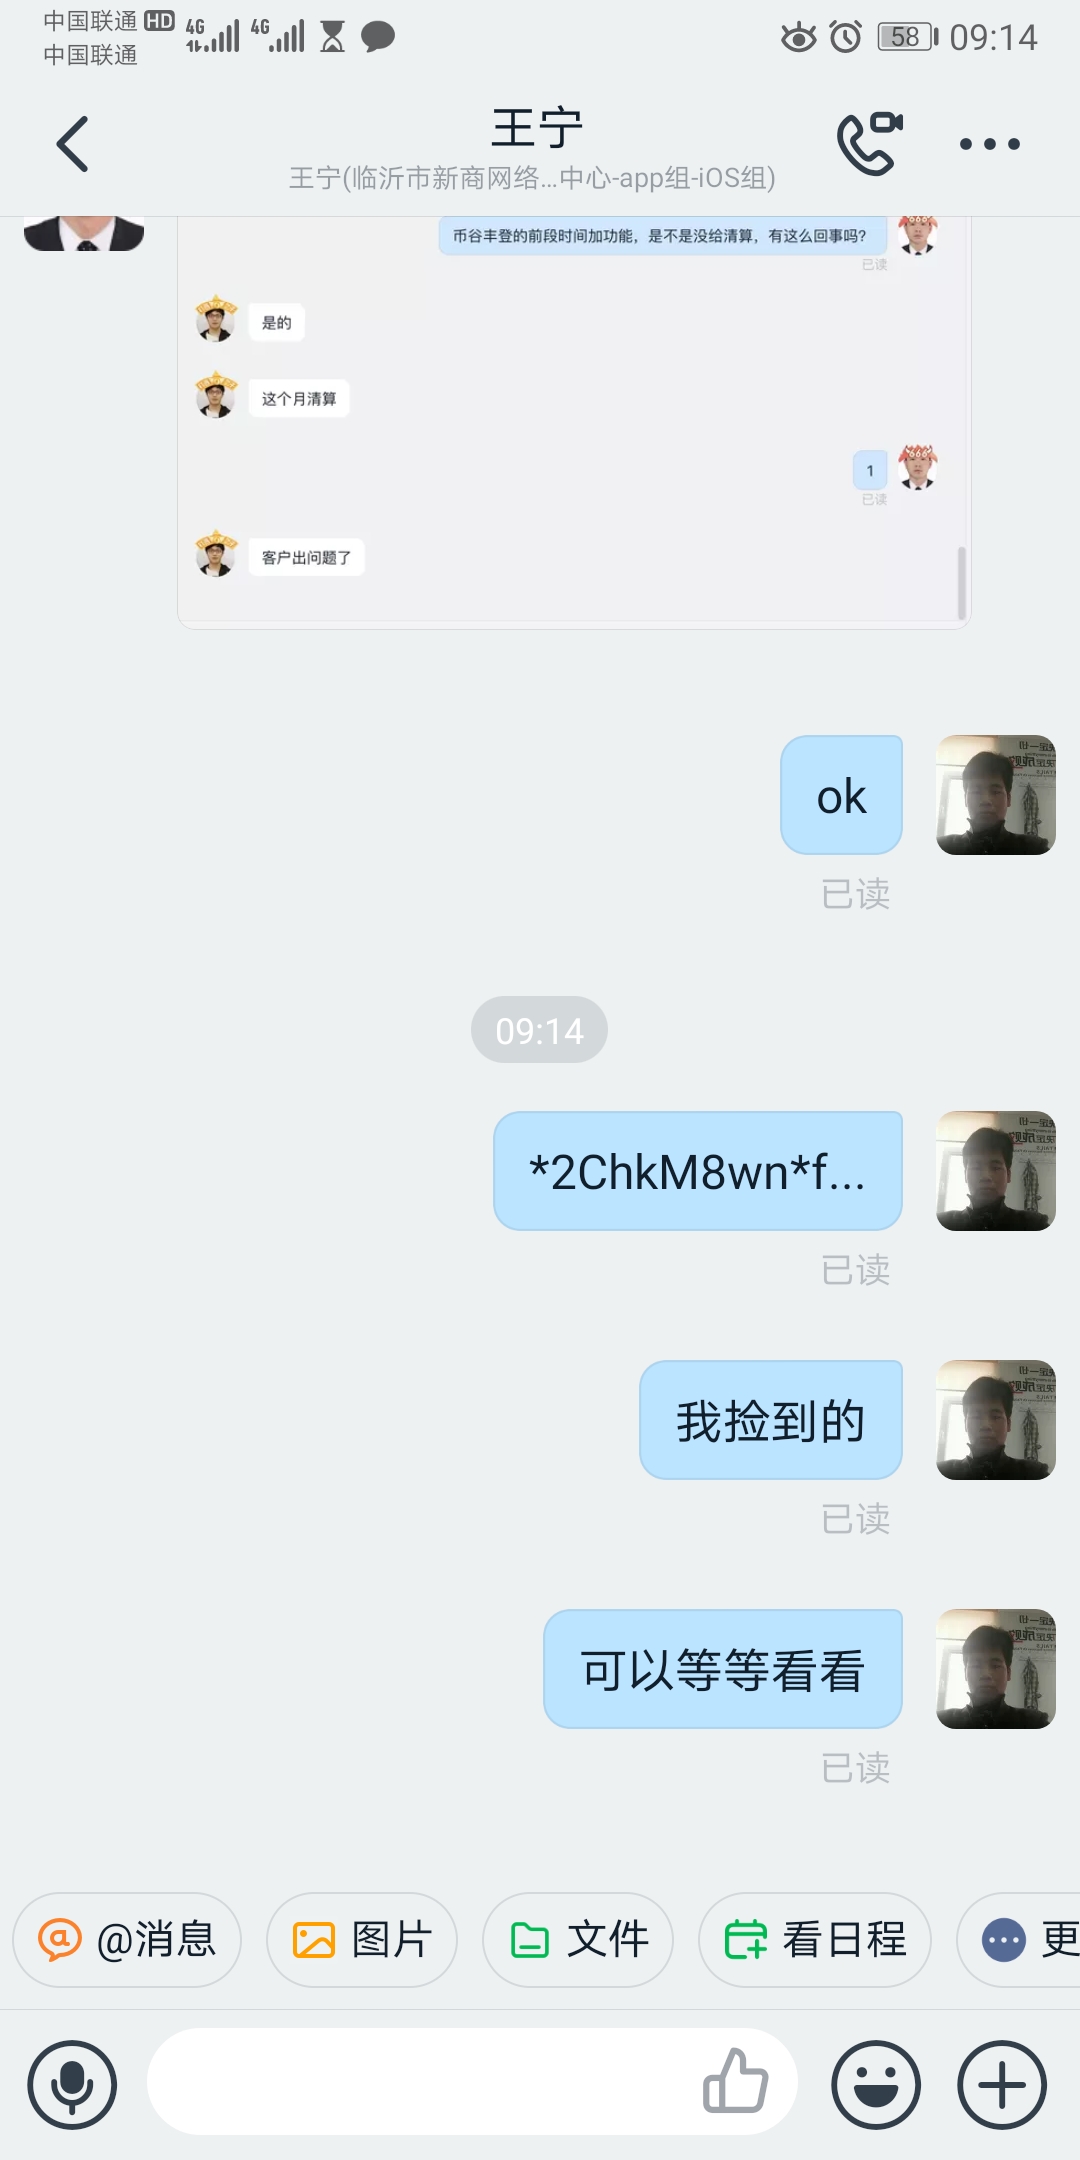 中国联通 HD 4G 4G 58 09:14
中国联通
王宁
王宁(临沂市新商网络...中心-app组-iOS组)
币谷丰登的前段时间加功能，是不是没给清算，有这么回事吗?
已读
是的
这个月清算
1
已读
客户出问题了
ok
已读
09:14
*2ChkM8wn*f...
已读
我捡到的
已读
可以等等看看
已读
@消息 图片 文件 看日程 更